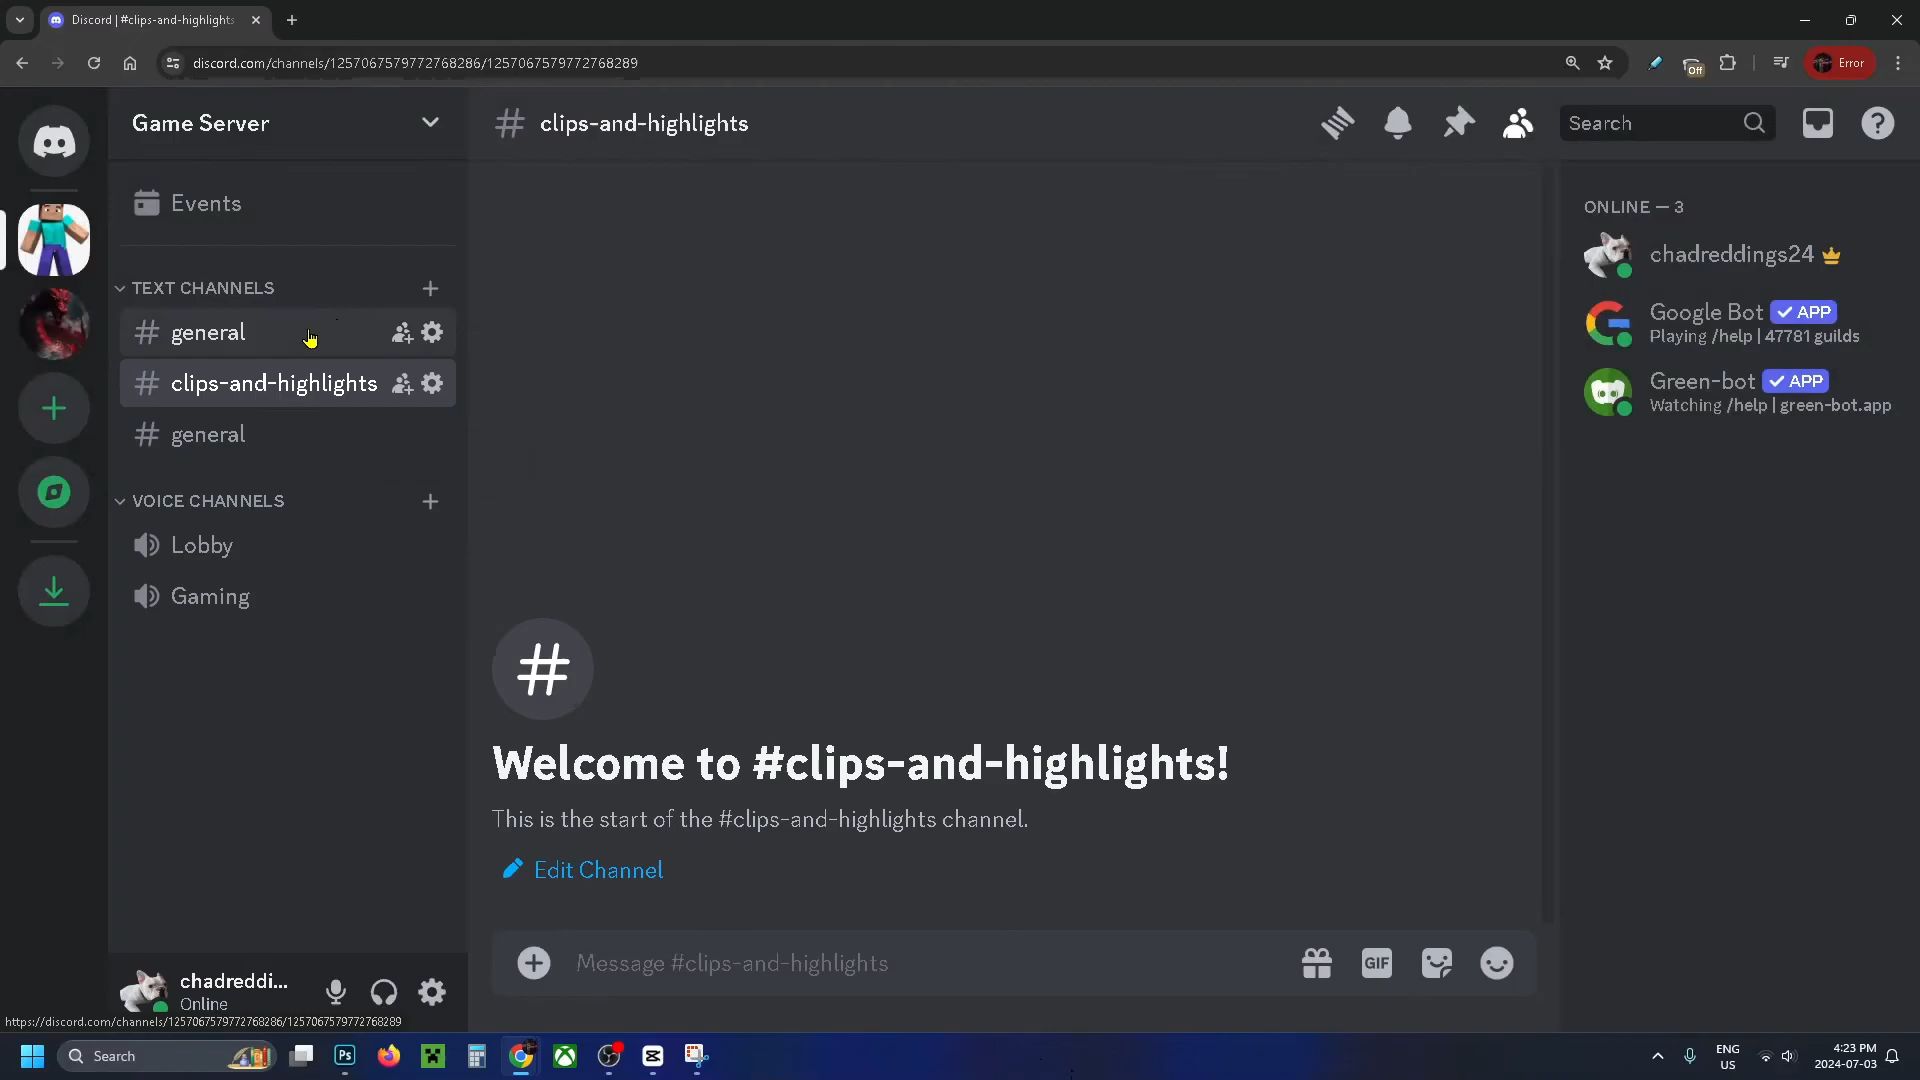 Discord | #clips-and-highlights
discord.com/channels/1257067579772768286/1257067579772768289
Off
Error
Game Server
clips-and-highlights
Search
Events
TEXT CHANNELS
general
clips-and-highlights
general
VOICE CHANNELS
Lobby
Gaming
ONLINE — 3
chadreddings24
Google Bot ✓ APP
Playing /help | 47781 guilds
Green-bot ✓ APP
Watching /help | green-bot.app
Welcome to #clips-and-highlights!
This is the start of the #clips-and-highlights channel.
Edit Channel
Message #clips-and-highlights
GIF
chadreddi...
Online
https://discord.com/channels/1257067579772768286/1257067579772768289
Search
Ps
ENG
US
4:23 PM
2024-07-03